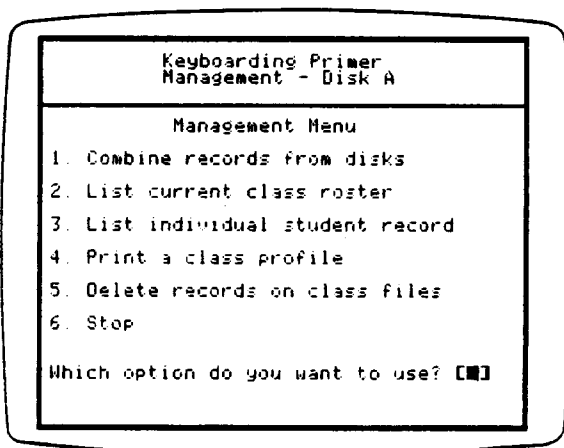 Keyboarding Primer
Management - Disk A
Management Menu
1. Combine records from disks
2. List current class roster
3. List individual student record
4. Print a class profile
5. Delete records on class files
6. Stop
Which option do you want to use? [■]